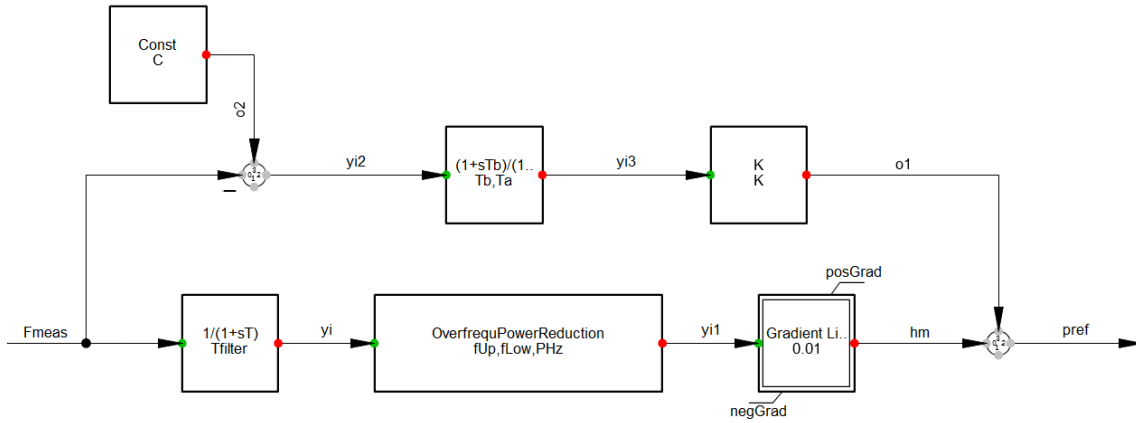 Const
C
o2
yi2
(1+sTb)/(1..
Tb,Ta
yi3
K
K
o1
posGrad
Fmeas
1/(1+sT)
Tfilter
yi
OverfrequPowerReduction
fUp,fLow,PHz
yi1
Gradient Li..
0.01
hm
pref
negGrad